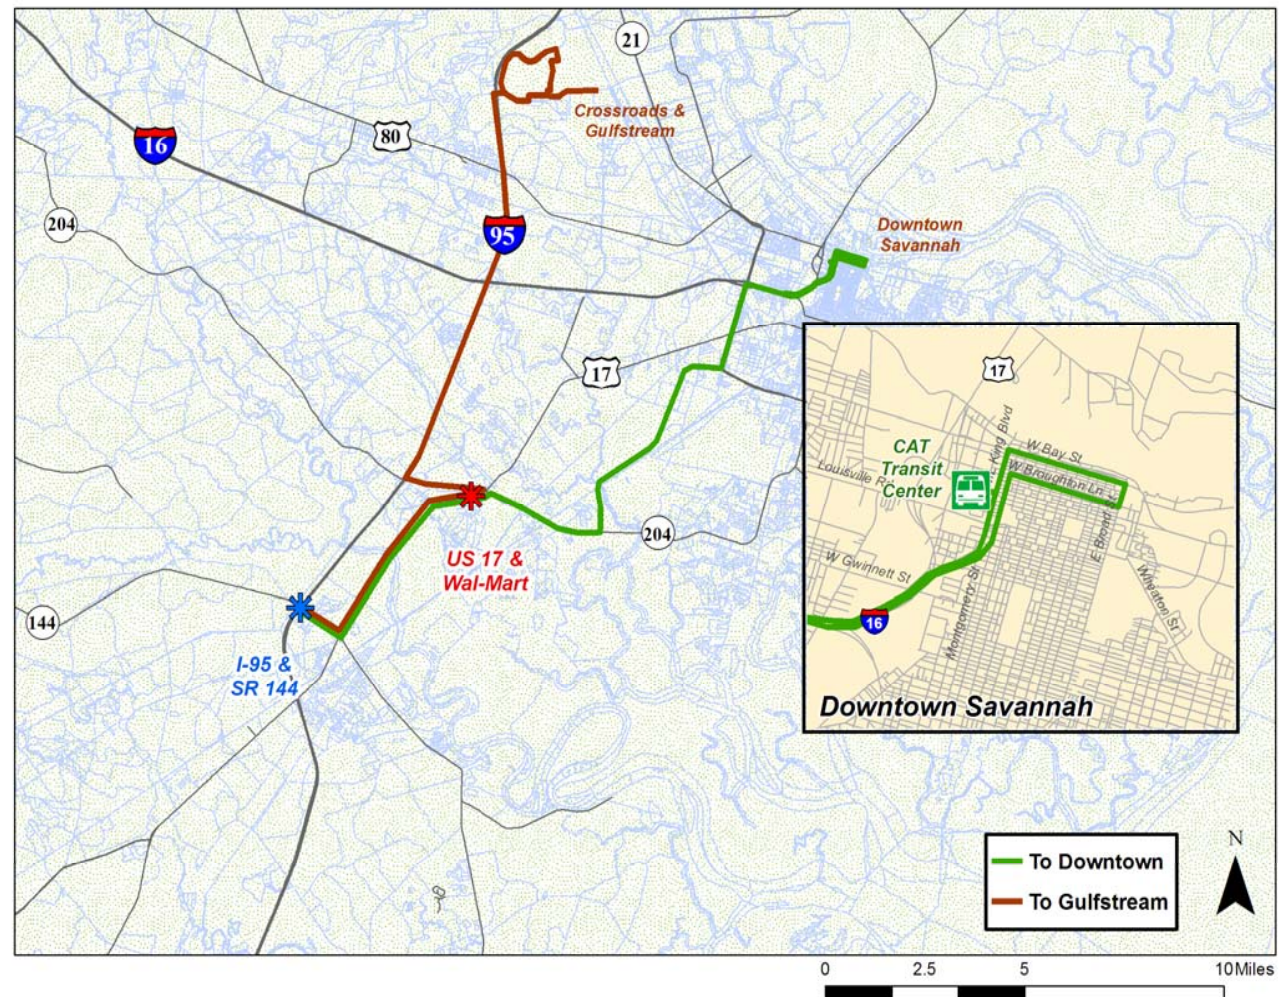 21
80
16
204
Crossroads &
Gulfstream
95
Downtown
Savannah
17
204
US 17 &
Wal-Mart
144
I-95 &
SR 144
17
King Blvd
W Bay St
CAT
Transit
Center
Louisville
W Broughton Ln
E Broad St
W Gwinnett St
Wheaton St
Montgomery St
16
Downtown Savannah
To Downtown
To Gulfstream
N
0 2.5 5 10 Miles